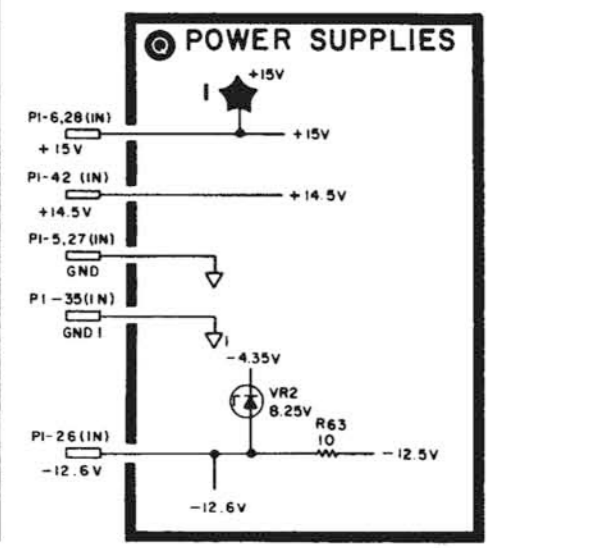 Q POWER SUPPLIES
+15V
1
P1-6,28(IN)
+15V
+15V
P1-42 (IN)
+14.5V
+14.5V
P1-5,27(IN)
GND
P1-35(IN)
GND 1
1
-4.35V
VR2
8.25V
R63
10
P1-26(IN)
-12.5V
-12.6V
-12.6V